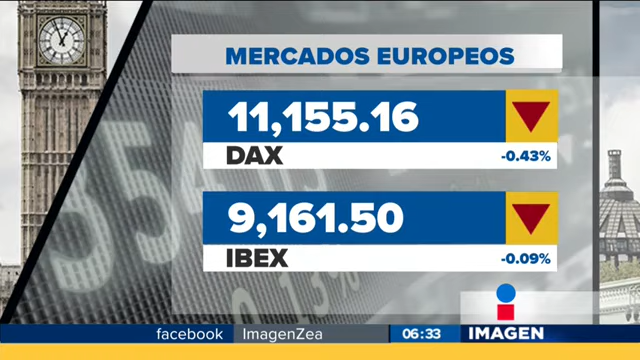 MERCADOS EUROPEOS
11,155.16
DAX -0.43%
9,161.50
IBEX -0.09%
facebook ImagenZea 06:33 IMAGEN